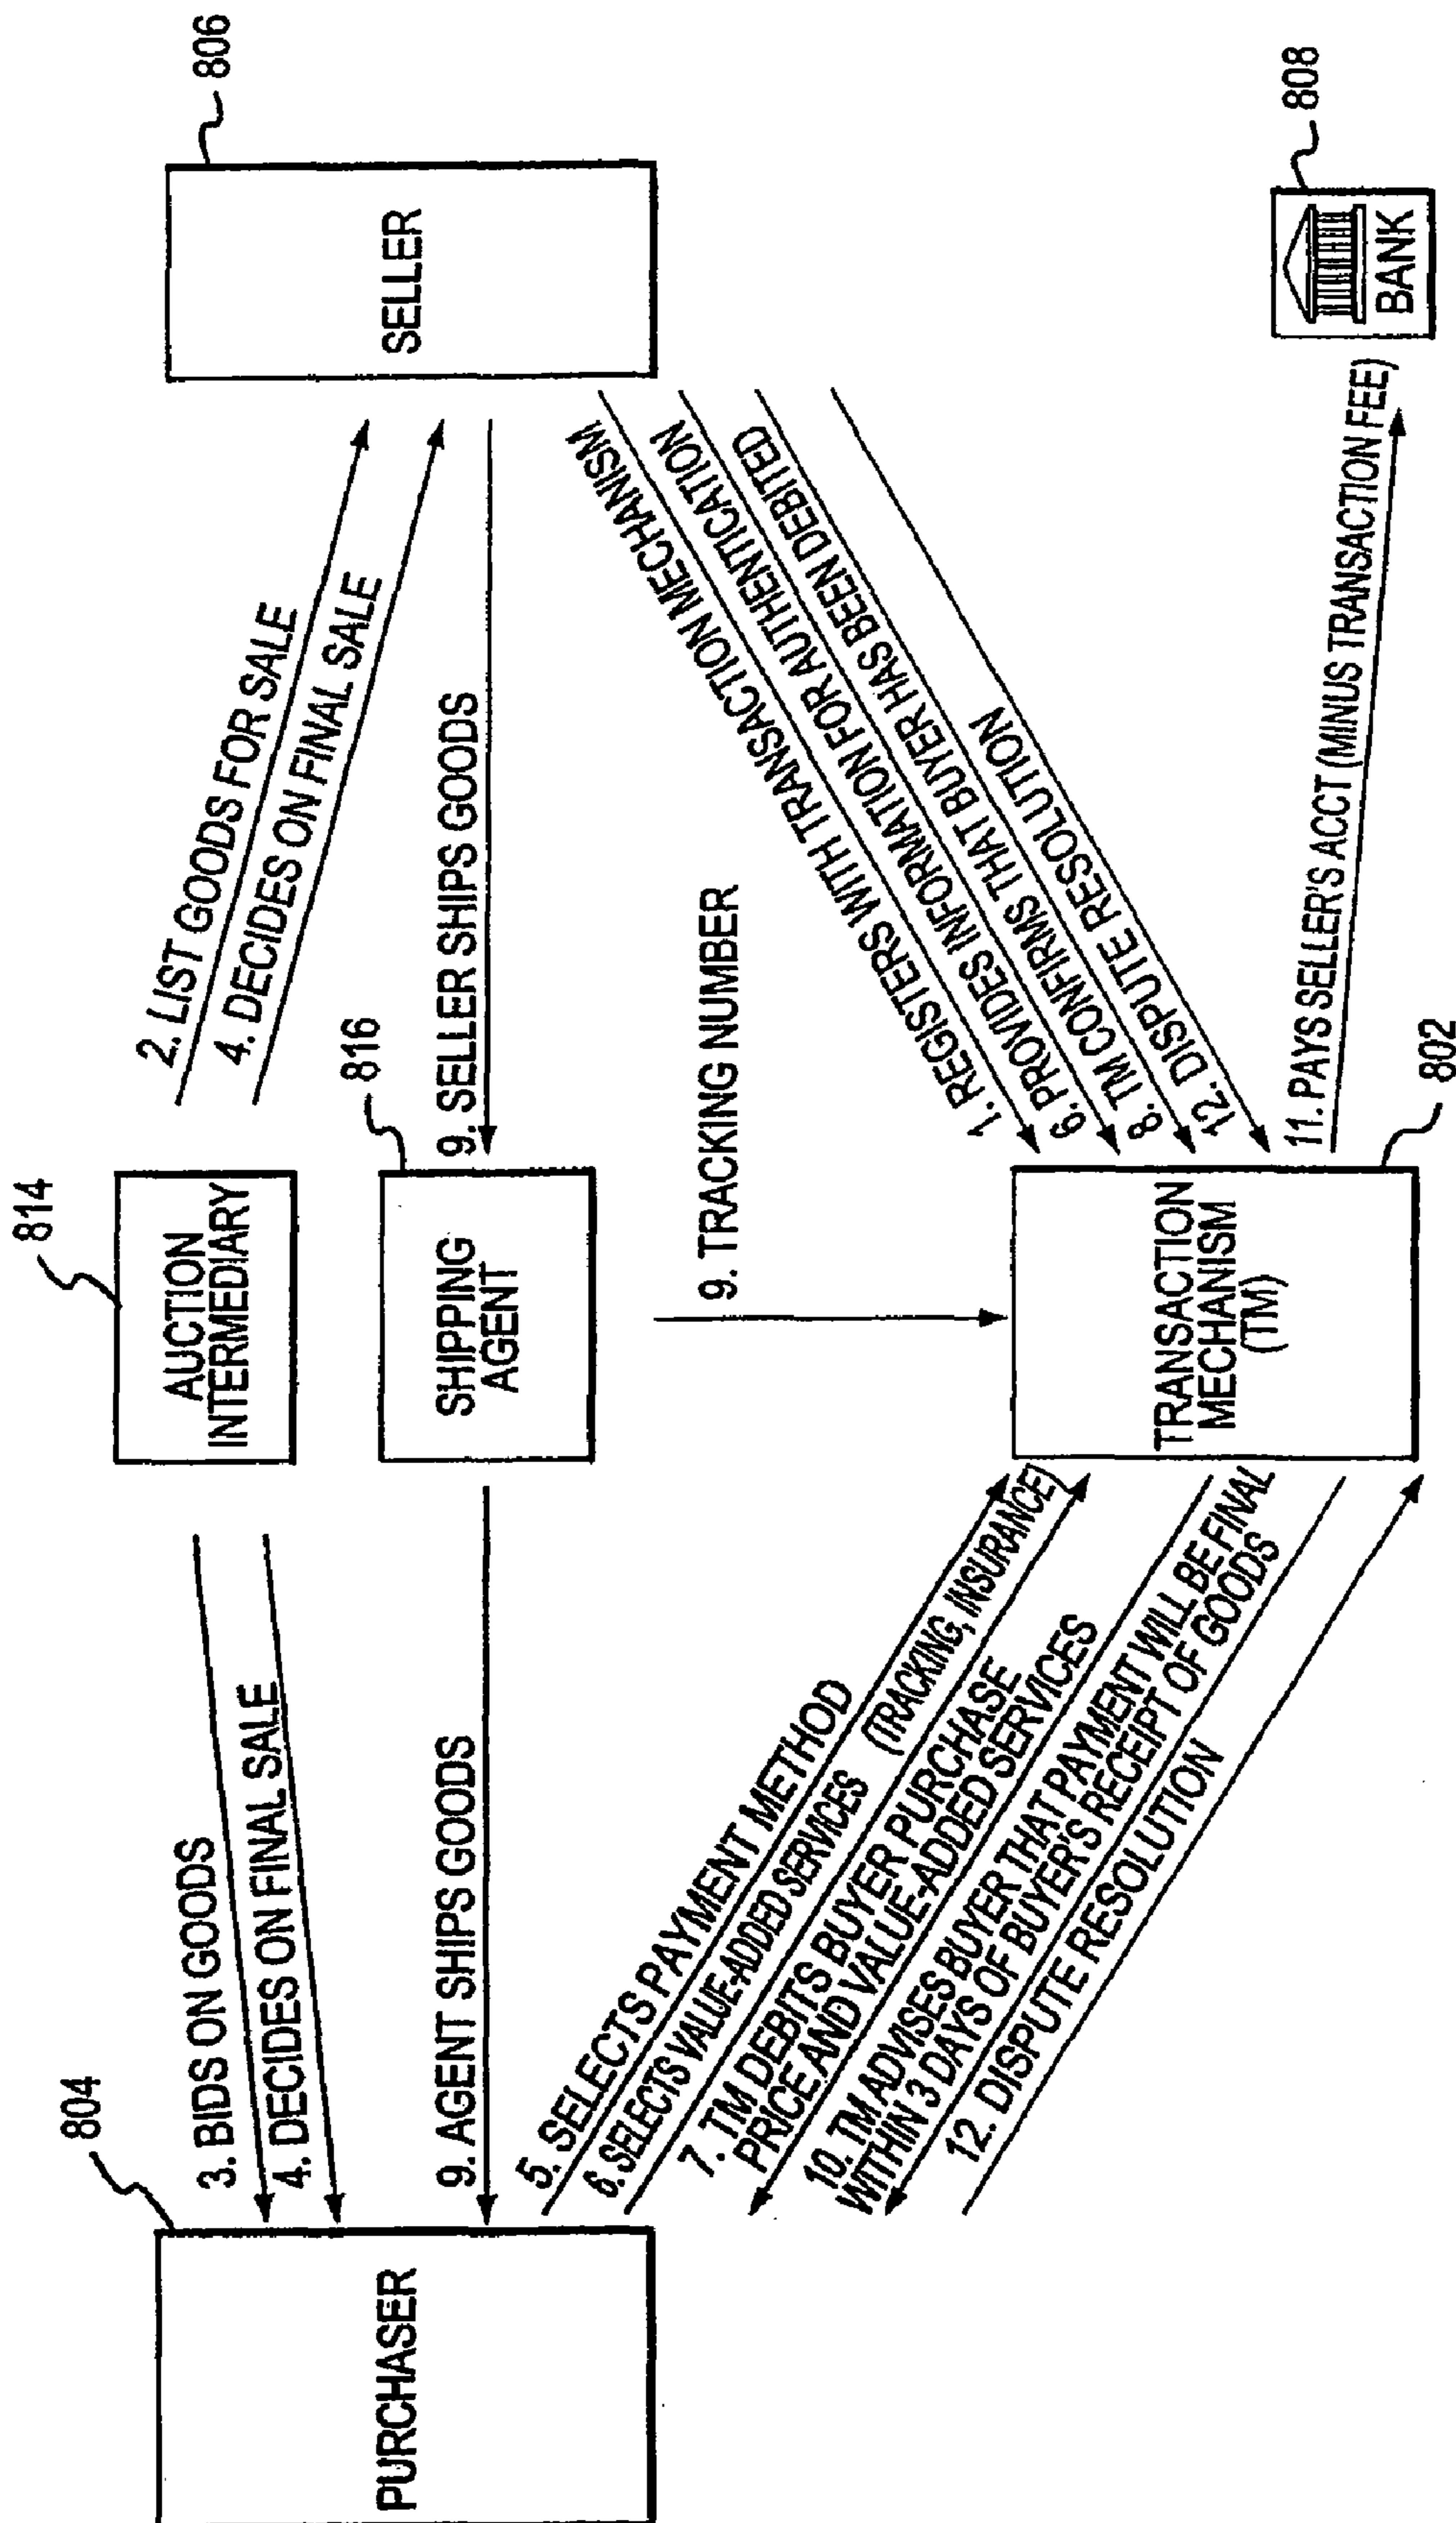 804
PURCHASER
3. BIDS ON GOODS
4. DECIDES ON FINAL SALE
9. AGENT SHIPS GOODS
814
AUCTION
INTERMEDIARY
816
SHIPPING
AGENT
2. LIST GOODS FOR SALE
4. DECIDES ON FINAL SALE
9. SELLER SHIPS GOODS
806
SELLER
9. TRACKING NUMBER
5. SELECTS PAYMENT METHOD
6. SELECTS VALUE-ADDED SERVICES (TRACKING, INSURANCE)
7. TM DEBITS BUYER PURCHASE
PRICE AND VALUE-ADDED SERVICES
10. TM ADVISES BUYER THAT PAYMENT WILL BE FINAL
WITHIN 3 DAYS OF BUYER'S RECEIPT OF GOODS
12. DISPUTE RESOLUTION
TRANSACTION
MECHANISM
(TM)
802
1. REGISTERS WITH TRANSACTION MECHANISM
6. PROVIDES INFORMATION FOR AUTHENTICATION
8. TM CONFIRMS THAT BUYER HAS BEEN DEBITED
12. DISPUTE RESOLUTION
11. PAYS SELLER'S ACCT (MINUS TRANSACTION FEE)
808
BANK